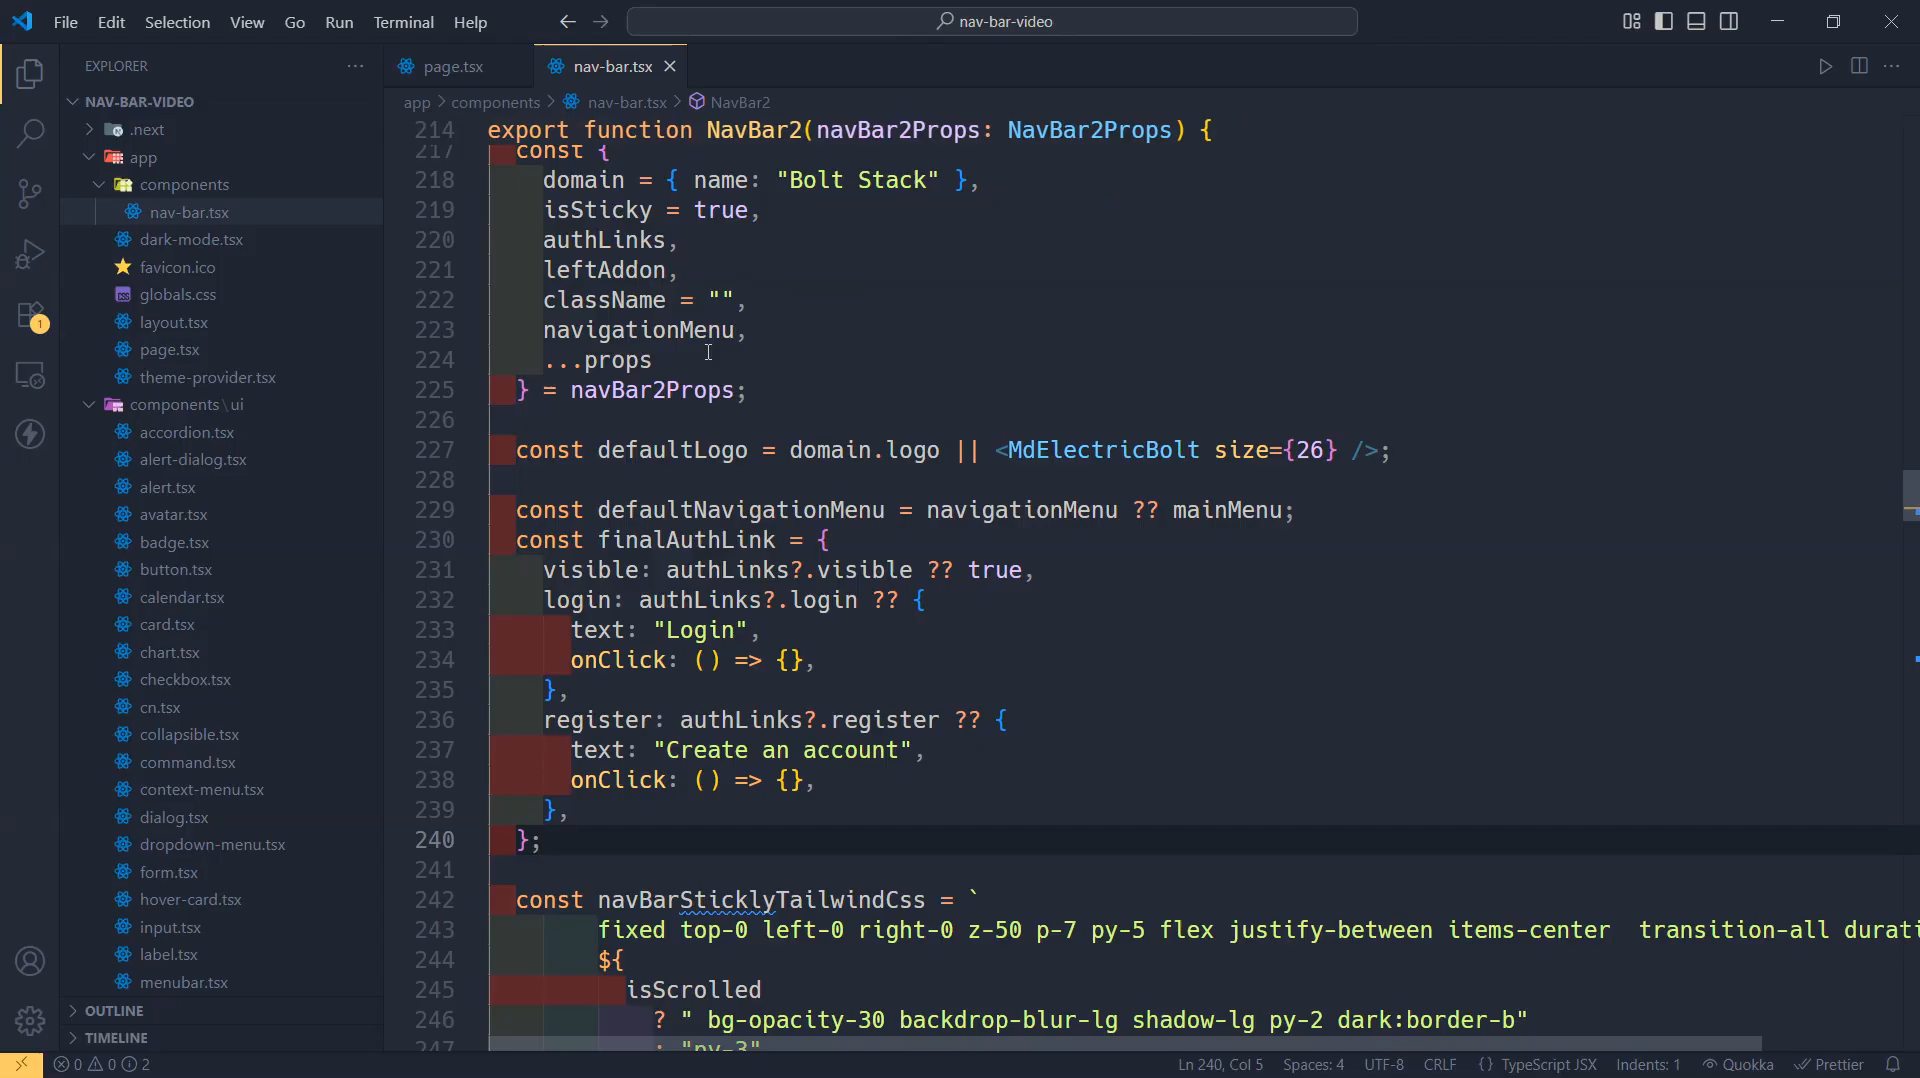 File Edit Selection View Go Run Terminal Help
nav-bar-video
EXPLORER
NAV-BAR-VIDEO
.next
app
components
nav-bar.tsx
dark-mode.tsx
favicon.ico
globals.css
layout.tsx
page.tsx
theme-provider.tsx
components\ui
accordion.tsx
alert-dialog.tsx
alert.tsx
avatar.tsx
badge.tsx
button.tsx
calendar.tsx
card.tsx
chart.tsx
checkbox.tsx
cn.tsx
collapsible.tsx
command.tsx
context-menu.tsx
dialog.tsx
dropdown-menu.tsx
form.tsx
hover-card.tsx
input.tsx
label.tsx
menubar.tsx
OUTLINE
TIMELINE
1
page.tsx nav-bar.tsx
app > components > nav-bar.tsx > NavBar2
214 export function NavBar2(navBar2Props: NavBar2Props) {
217 const {
218 domain = { name: "Bolt Stack" },
219 isSticky = true,
220 authLinks,
221 leftAddon,
222 className = "",
223 navigationMenu,
224 ...props
225 } = navBar2Props;
226
227 const defaultLogo = domain.logo || <MdElectricBolt size={26} />;
228
229 const defaultNavigationMenu = navigationMenu ?? mainMenu;
230 const finalAuthLink = {
231 visible: authLinks?.visible ?? true,
232 login: authLinks?.login ?? {
233 text: "Login",
234 onClick: () => {},
235 },
236 register: authLinks?.register ?? {
237 text: "Create an account",
238 onClick: () => {},
239 },
240 };
241
242 const navBarSticklyTailwindCss = `
243 fixed top-0 left-0 right-0 z-50 p-7 py-5 flex justify-between items-center transition-all durati
244 ${
245 isScrolled
246 ? " bg-opacity-30 backdrop-blur-lg shadow-lg py-2 dark:border-b"
247 : "py-3"
0 0 2 Ln 240, Col 5 Spaces: 4 UTF-8 CRLF {} TypeScript JSX Indents: 1 Quokka Prettier